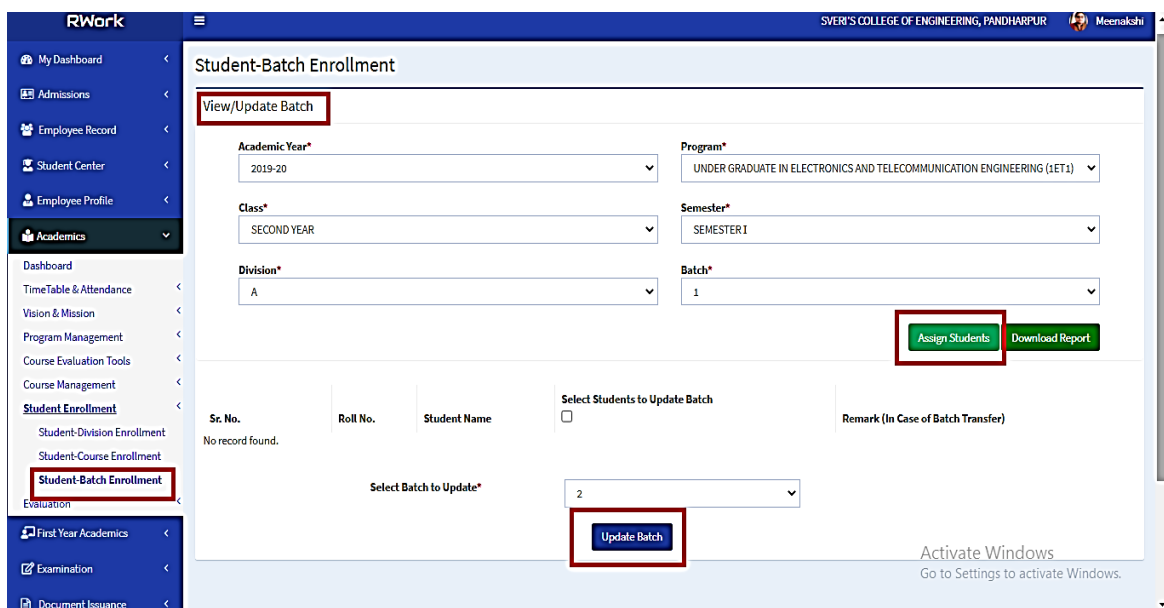 RWork
SVERI'S COLLEGE OF ENGINEERING, PANDHARPUR Meenakshi
My Dashboard
Admissions
Employee Record
Student Center
Employee Profile
Academics
Dashboard
TimeTable & Attendance
Vision & Mission
Program Management
Course Evaluation Tools
Course Management
Student Enrollment
Student-Division Enrollment
Student-Course Enrollment
Student-Batch Enrollment
Evaluation
First Year Academics
Examination
Document Issuance
Student-Batch Enrollment
View/Update Batch
Academic Year* Program*
2019-20 UNDER GRADUATE IN ELECTRONICS AND TELECOMMUNICATION ENGINEERING (1ET1)
Class* Semester*
SECOND YEAR SEMESTER I
Division* Batch*
A 1
Assign Students Download Report
Sr. No. Roll No. Student Name Select Students to Update Batch Remark (In Case of Batch Transfer)
No record found.
Select Batch to Update* 2
Update Batch
Activate Windows
Go to Settings to activate Windows.